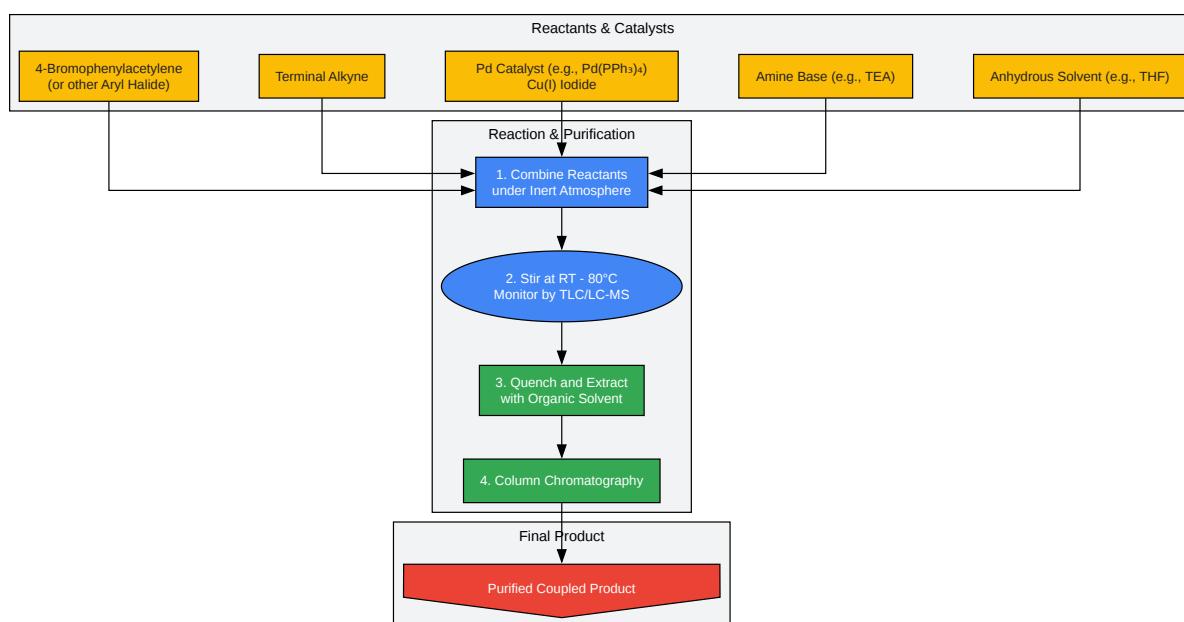 Reactants & Catalysts
4-Bromophenylacetylene
(or other Aryl Halide)
Terminal Alkyne
Pd Catalyst (e.g., Pd(PPh₃)₄)
Cu(I) Iodide
Amine Base (e.g., TEA)
Anhydrous Solvent (e.g., THF)
Reaction & Purification
1. Combine Reactants
under Inert Atmosphere
2. Stir at RT - 80°C
Monitor by TLC/LC-MS
3. Quench and Extract
with Organic Solvent
4. Column Chromatography
Final Product
Purified Coupled Product